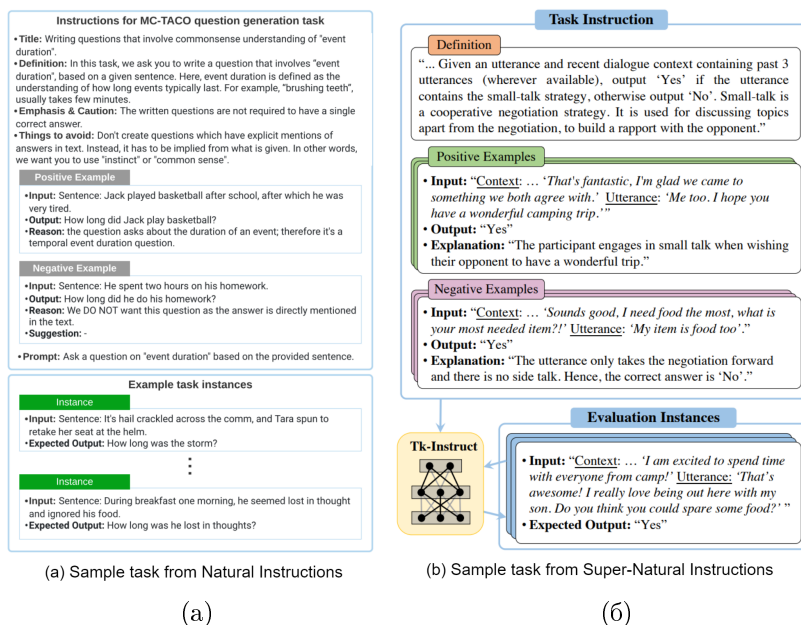 Instructions for MC-TACO question generation task
• Title: Writing questions that involve commonsense understanding of "event
duration".
• Definition: In this task, we ask you to write a question that involves "event
duration", based on a given sentence. Here, event duration is defined as the
understanding of how long events typically last. For example, "brushing teeth",
usually takes few minutes.
• Emphasis & Caution: The written questions are not required to have a single
correct answer.
• Things to avoid: Don't create questions which have explicit mentions of
answers in text. Instead, it has to be implied from what is given. In other words,
we want you to use "instinct" or "common sense".
Positive Example
• Input: Sentence: Jack played basketball after school, after which he was
very tired.
• Output: How long did Jack play basketball?
• Reason: the question asks about the duration of an event; therefore it's a
temporal event duration question.
Negative Example
• Input: Sentence: He spent two hours on his homework.
• Output: How long did he do his homework?
• Reason: We DO NOT want this question as the answer is directly mentioned
in the text.
• Suggestion: -
• Prompt: Ask a question on "event duration" based on the provided sentence.
Example task instances
Instance
• Input: Sentence: It's hail crackled across the comm, and Tara spun to
retake her seat at the helm.
• Expected Output: How long was the storm?
Instance
• Input: Sentence: During breakfast one morning, he seemed lost in thought
and ignored his food.
• Expected Output: How long was he lost in thoughts?
(a) Sample task from Natural Instructions
(а)
Task Instruction
Definition
“... Given an utterance and recent dialogue context containing past 3
utterances (wherever available), output ‘Yes’ if the utterance
contains the small-talk strategy, otherwise output ‘No’. Small-talk is
a cooperative negotiation strategy. It is used for discussing topics
apart from the negotiation, to build a rapport with the opponent.”
Positive Examples
• Input: “Context: … ‘That's fantastic, I'm glad we came to
something we both agree with.’ Utterance: ‘Me too. I hope you
have a wonderful camping trip.’”
• Output: “Yes”
• Explanation: “The participant engages in small talk when wishing
their opponent to have a wonderful trip.”
Negative Examples
• Input: “Context: … ‘Sounds good, I need food the most, what is
your most needed item?!’ Utterance: ‘My item is food too’.”
• Output: “Yes”
• Explanation: “The utterance only takes the negotiation forward
and there is no side talk. Hence, the correct answer is ‘No’.”
Tk-Instruct
Evaluation Instances
• Input: “Context: … ‘I am excited to spend time
with everyone from camp!’ Utterance: ‘That's
awesome! I really love being out here with my
son. Do you think you could spare some food?’ ”
• Expected Output: “Yes”
(b) Sample task from Super-Natural Instructions
(б)